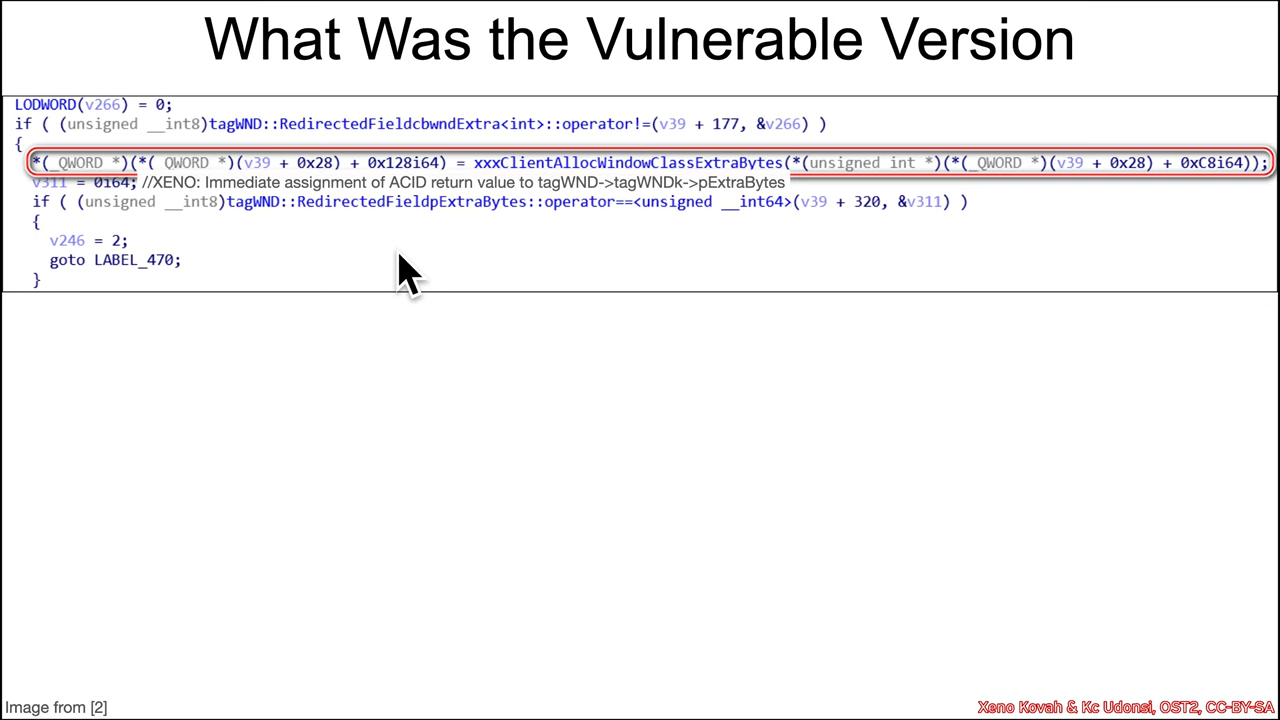 What Was the Vulnerable Version
LODWORD(v266) = 0;
if ( (unsigned __int8)tagWND::RedirectedFieldcbwndExtra<int>::operator!=(v39 + 177, &v266) )
{
*(_QWORD *)(*(_QWORD *)(v39 + 0x28) + 0x128i64) = xxxClientAllocWindowClassExtraBytes(*(unsigned int *)(*(_QWORD *)(v39 + 0x28) + 0xC8i64));
v311 = 0i64; //XENO: Immediate assignment of ACID return value to tagWND->tagWNDk->pExtraBytes
if ( (unsigned __int8)tagWND::RedirectedFieldpExtraBytes::operator==<unsigned __int64>(v39 + 320, &v311) )
{
v246 = 2;
goto LABEL_470;
}
Image from [2]
Xeno Kovah & Kc Udonsi, OST2, CC-BY-SA